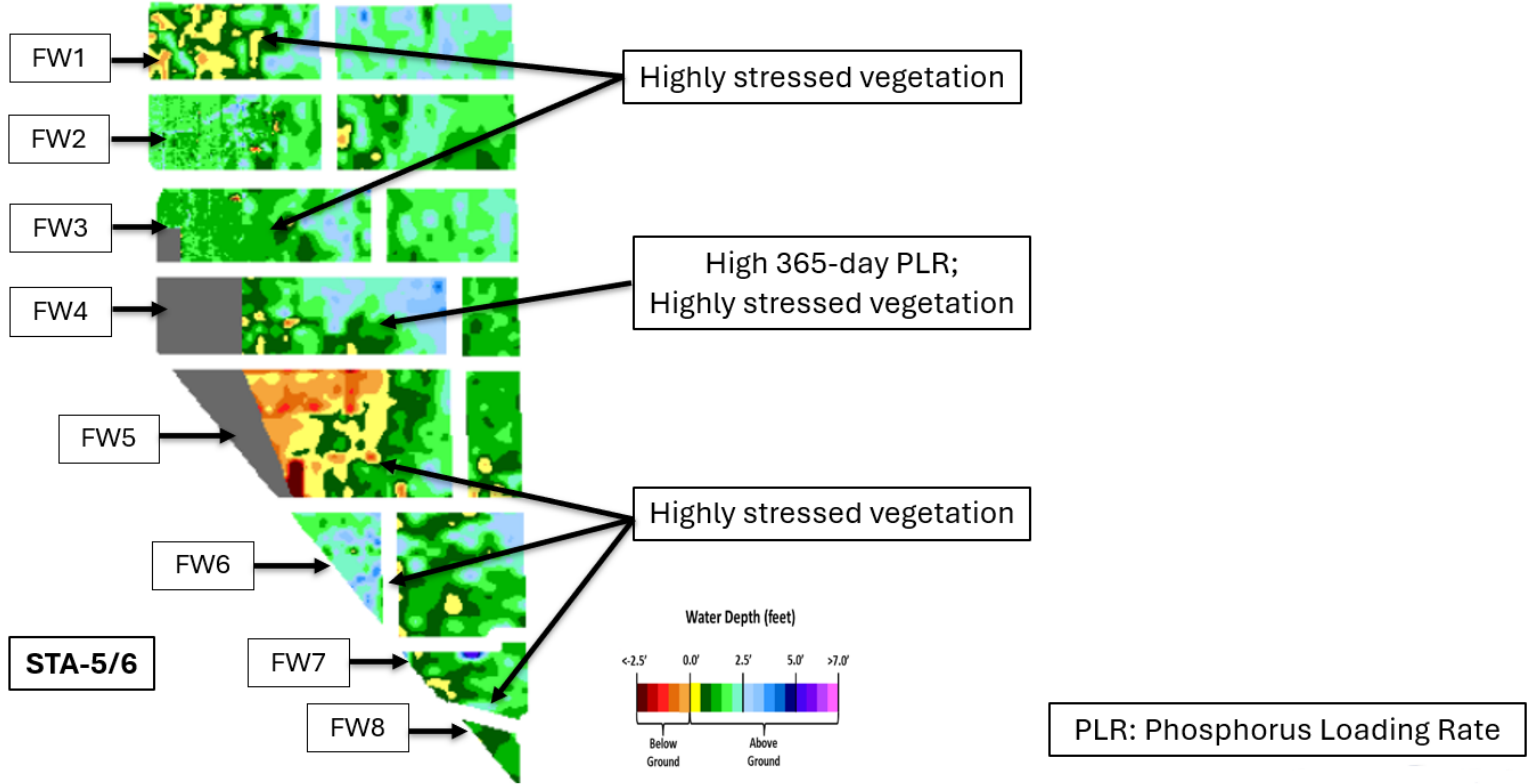 FW1
Highly stressed vegetation
FW2
FW3
High 365-day PLR;
Highly stressed vegetation
FW4
FW5
Highly stressed vegetation
FW6
Water Depth (feet)
STA-5/6
FW7
<-2.5' 0.0' 2.5' 5.0' >7.0'
FW8
Below
Ground
Above
Ground
PLR: Phosphorus Loading Rate